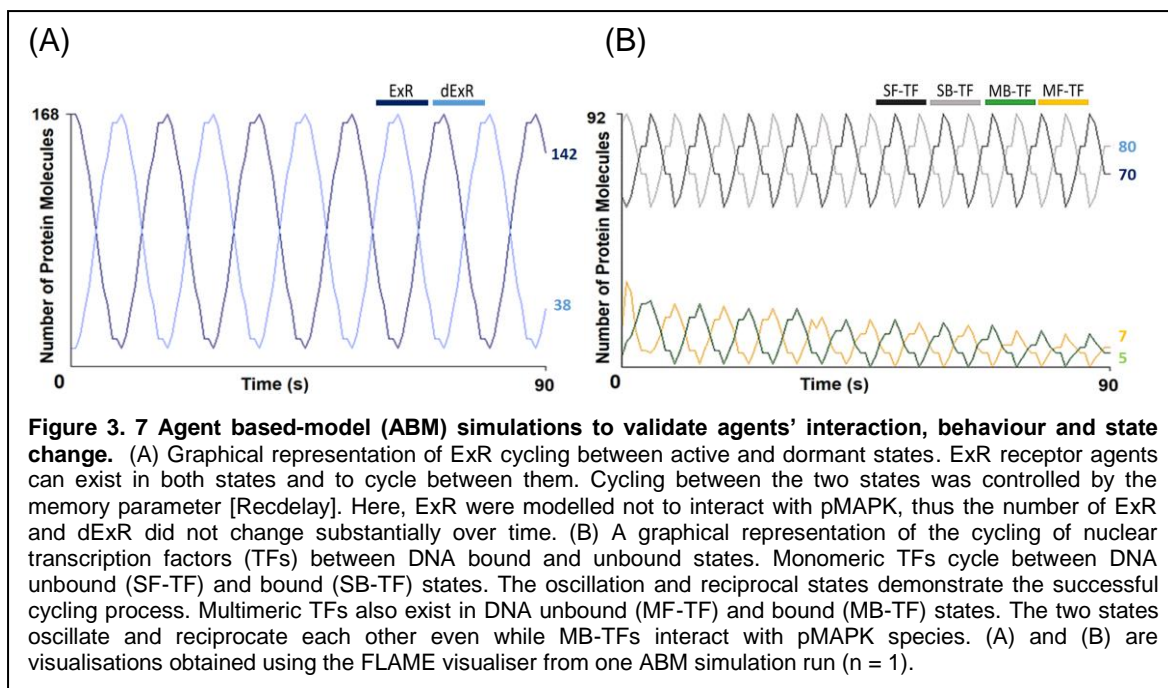 (A)
ExR dExR
168
Number of Protein Molecules
142
38
0
Time (s)
90
(B)
SF-TF SB-TF MB-TF MF-TF
92
Number of Protein Molecules
80
70
7
5
0
Time (s)
90
Figure 3. 7 Agent based-model (ABM) simulations to validate agents' interaction, behaviour and state
change. (A) Graphical representation of ExR cycling between active and dormant states. ExR receptor agents
can exist in both states and to cycle between them. Cycling between the two states was controlled by the
memory parameter [Recdelay]. Here, ExR were modelled not to interact with pMAPK, thus the number of ExR
and dExR did not change substantially over time. (B) A graphical representation of the cycling of nuclear
transcription factors (TFs) between DNA bound and unbound states. Monomeric TFs cycle between DNA
unbound (SF-TF) and bound (SB-TF) states. The oscillation and reciprocal states demonstrate the successful
cycling process. Multimeric TFs also exist in DNA unbound (MF-TF) and bound (MB-TF) states. The two states
oscillate and reciprocate each other even while MB-TFs interact with pMAPK species. (A) and (B) are
visualisations obtained using the FLAME visualiser from one ABM simulation run (n = 1).